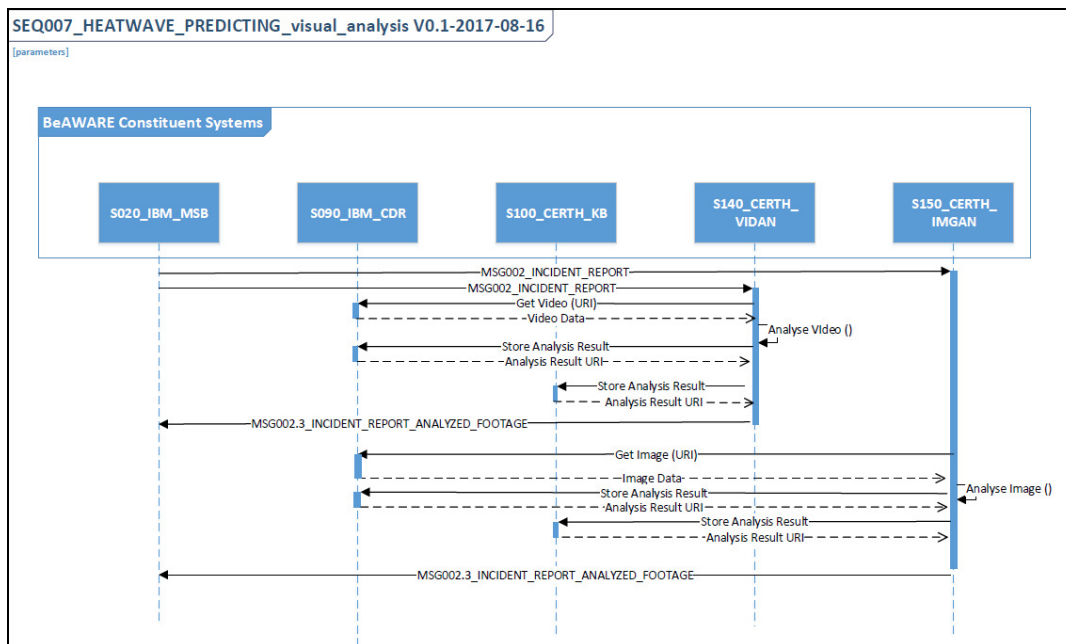 SEQ007_HEATWAVE_PREDICTING_visual_analysis V0.1-2017-08-16
[parameters]
BeAWARE Constituent Systems
S020_IBM_MSB
S090_IBM_CDR
S100_CERTH_KB
S140_CERTH_
VIDAN
S150_CERTH_
IMGAN
MSG002_INCIDENT_REPORT
MSG002_INCIDENT_REPORT
Get Video (URI)
Video Data
Analyse VIdeo ()
Store Analysis Result
Analysis Result URI
Store Analysis Result
Analysis Result URI
MSG002.3_INCIDENT_REPORT_ANALYZED_FOOTAGE
Get Image (URI)
Image Data
Analyse Image ()
Store Analysis Result
Analysis Result URI
Store Analysis Result
Analysis Result URI
MSG002.3_INCIDENT_REPORT_ANALYZED_FOOTAGE